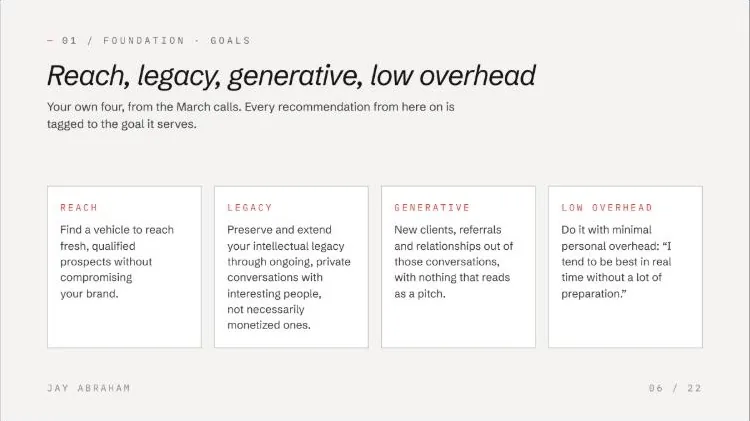 — 01 / FOUNDATION · GOALS
Reach, legacy, generative, low overhead
Your own four, from the March calls. Every recommendation from here on is
tagged to the goal it serves.
REACH
Find a vehicle to reach
fresh, qualified
prospects without
compromising
your brand.
LEGACY
Preserve and extend
your intellectual legacy
through ongoing, private
conversations with
interesting people,
not necessarily
monetized ones.
GENERATIVE
New clients, referrals
and relationships out of
those conversations,
with nothing that reads
as a pitch.
LOW OVERHEAD
Do it with minimal
personal overhead: “I
tend to be best in real
time without a lot of
preparation.”
JAY ABRAHAM
06 / 22